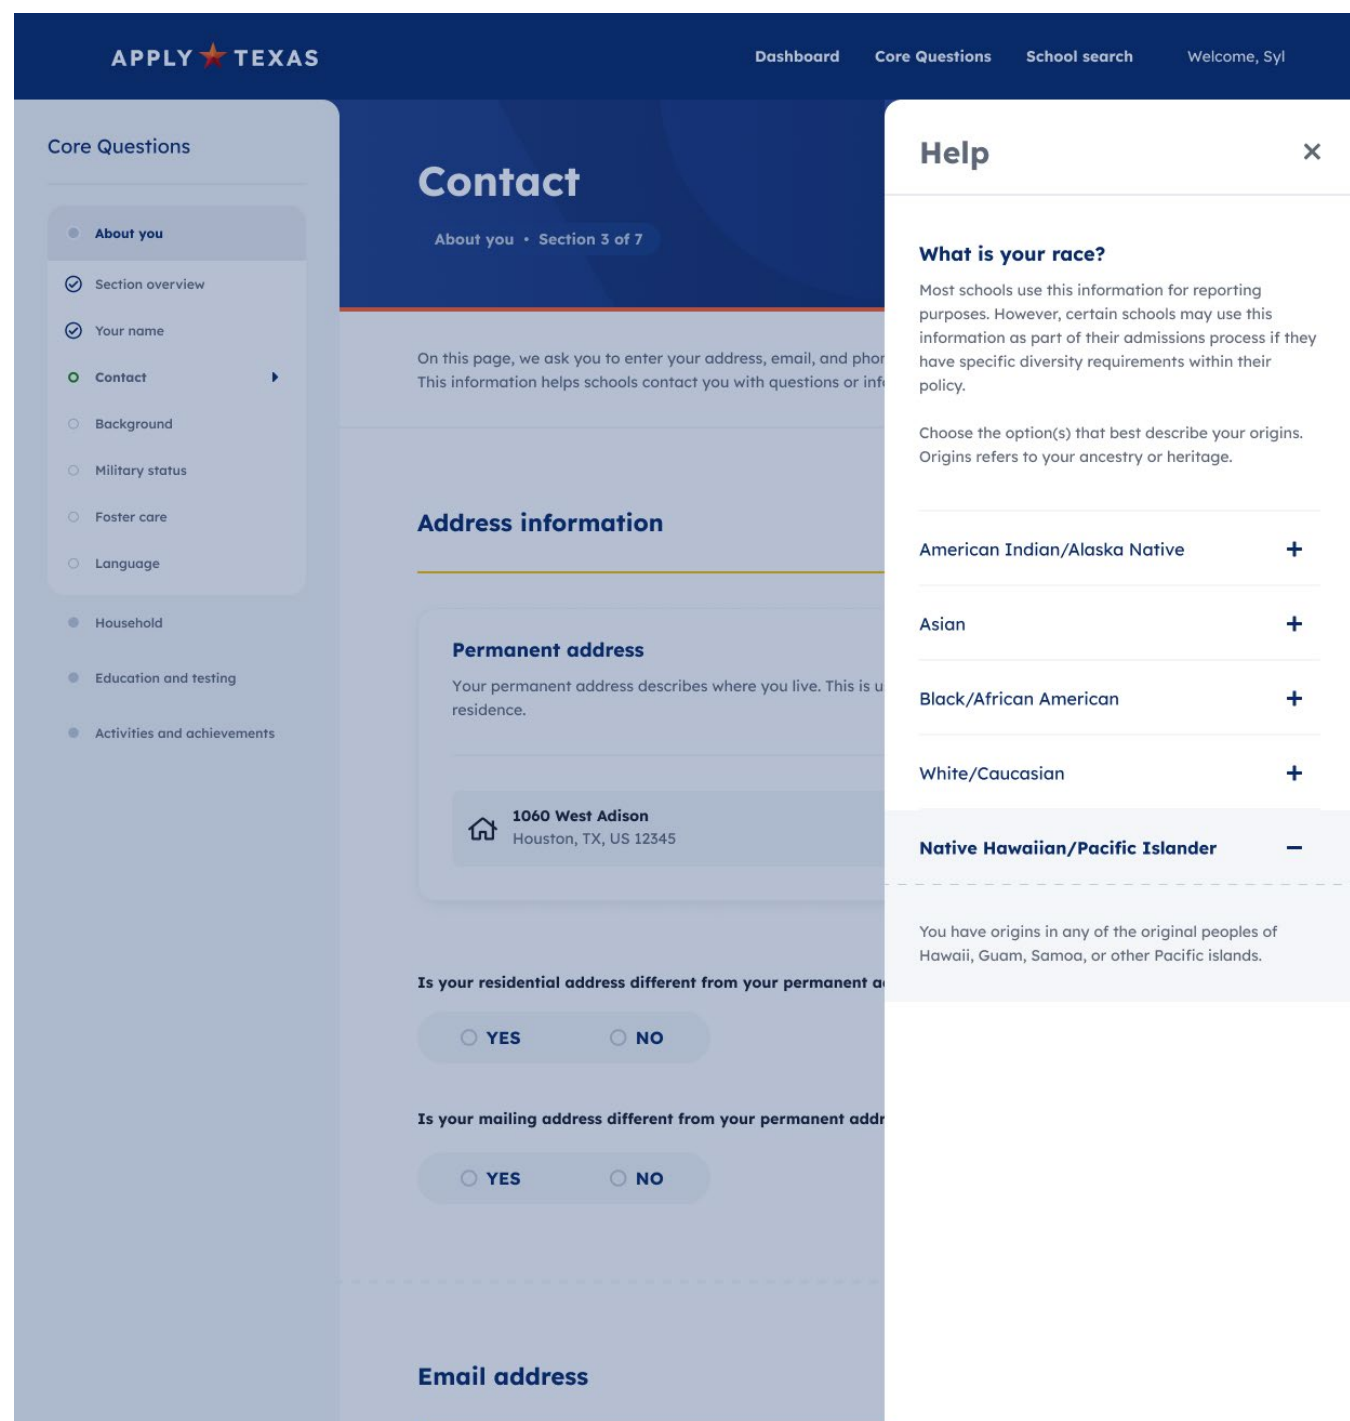 APPLY TEXAS
Dashboard
Core Questions
School search
Welcome, Syl
Core Questions
About you
Section overview
Your name
Contact
Background
Military status
Foster care
Language
Household
Education and testing
Activities and achievements
Contact
About you • Section 3 of 7
On this page, we ask you to enter your address, email, and
This information helps schools contact you with questions or
Address information
Permanent address
Your permanent address describes where you live. This is
residence.
1060 West Adison
Houston, TX, US 12345
Is your residential address different from your permanent
YES
NO
Is your mailing address different from your permanent
YES
NO
Email address
Help
What is your race?
Most schools use this information for reporting
purposes. However, certain schools may use this
information as part of their admissions process if they
have specific diversity requirements within their
policy.
Choose the option(s) that best describe your origins.
Origins refers to your ancestry or heritage.
American Indian/Alaska Native
Asian
Black/African American
White/Caucasian
Native Hawaiian/Pacific Islander
You have origins in any of the original peoples of
Hawaii, Guam, Samoa, or other Pacific islands.